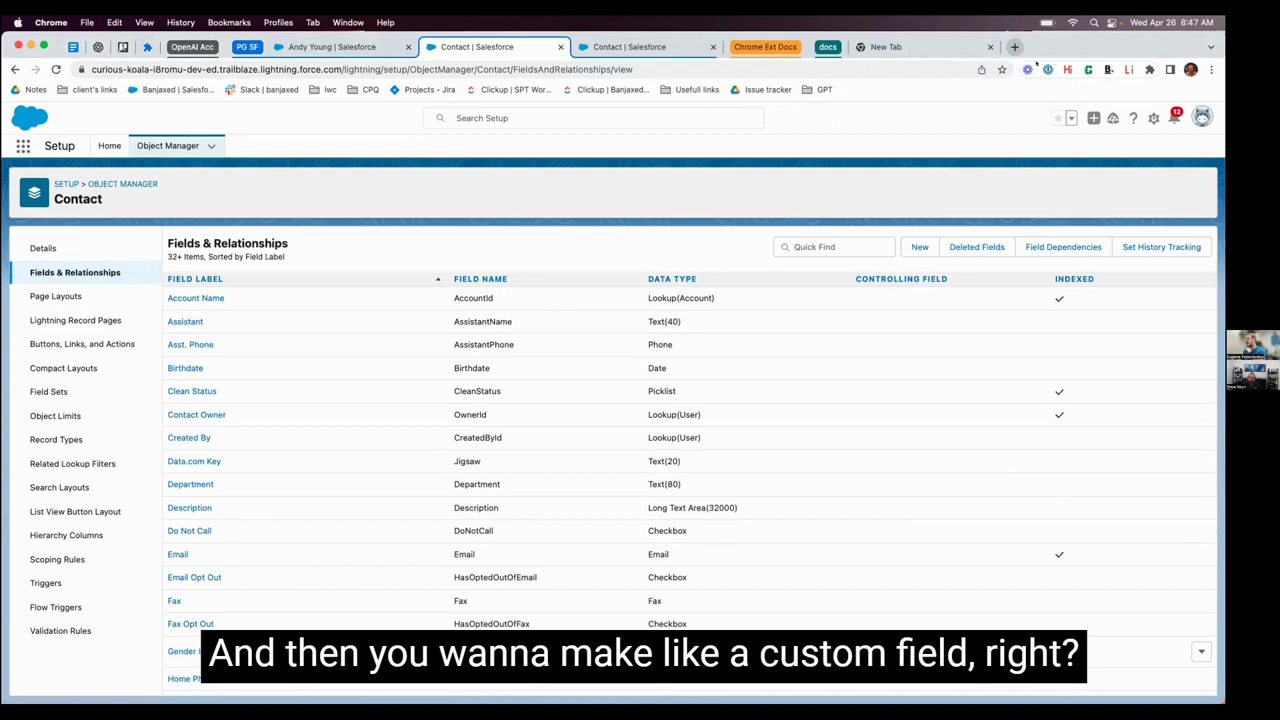 Chrome File Edit View History Bookmarks Profiles Tab Window Help Wed Apr 26 8:47 AM
OpenAI Acc PG SF Andy Young | Salesforce Contact | Salesforce Contact | Salesforce Chrome Ext Docs docs New Tab
curious-koala-i8romu-dev-ed.trailblaze.lightning.force.com/lightning/setup/ObjectManager/Contact/FieldsAndRelationships/view
Notes client's links Banjaxed | Salesfo... Slack | banjaxed lwc CPQ Projects - Jira Clickup | SPT Wor... Clickup | Banjaxed... Usefull links Issue tracker GPT
Search Setup 12
Setup Home Object Manager
SETUP > OBJECT MANAGER
Contact
Details
Fields & Relationships
Page Layouts
Lightning Record Pages
Buttons, Links, and Actions
Compact Layouts
Field Sets
Object Limits
Record Types
Related Lookup Filters
Search Layouts
List View Button Layout
Hierarchy Columns
Scoping Rules
Triggers
Flow Triggers
Validation Rules
Fields & Relationships
32+ Items, Sorted by Field Label
Quick Find New Deleted Fields Field Dependencies Set History Tracking
FIELD LABEL FIELD NAME DATA TYPE CONTROLLING FIELD INDEXED
Account Name AccountId Lookup(Account)
Assistant AssistantName Text(40)
Asst. Phone AssistantPhone Phone
Birthdate Birthdate Date
Clean Status CleanStatus Picklist
Contact Owner OwnerId Lookup(User)
Created By CreatedById Lookup(User)
Data.com Key Jigsaw Text(20)
Department Department Text(80)
Description Description Long Text Area(32000)
Do Not Call DoNotCall Checkbox
Email Email Email
Email Opt Out HasOptedOutOfEmail Checkbox
Fax Fax Fax
Fax Opt Out HasOptedOutOfFax Checkbox
Gender
Home
And then you wanna make like a custom field, right?